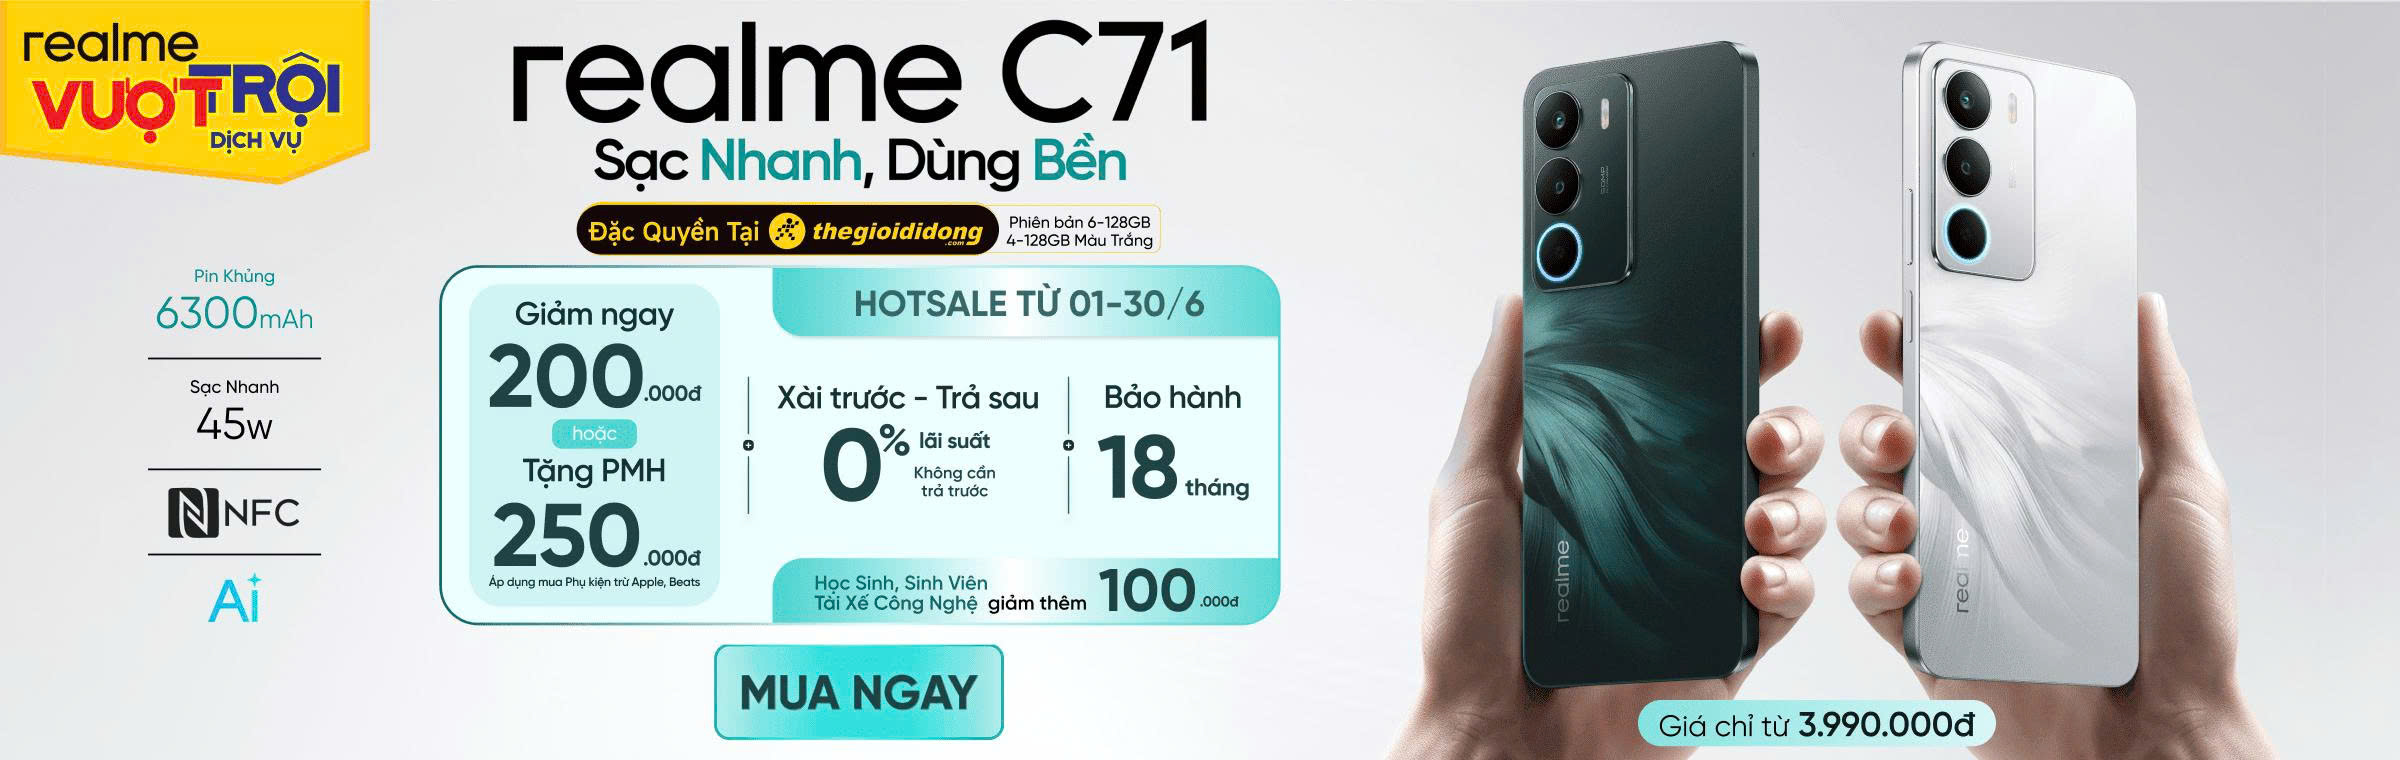 realme
VƯỢT TRỘI
DỊCH VỤ
realme C71
Sạc Nhanh, Dùng Bền
Đặc Quyền Tại thegioididong.com
Phiên bản 6-128GB
4-128GB Màu Trắng
Pin Khủng
6300mAh
Sạc Nhanh
45W
NFC
Ai
Giảm ngay
200.000đ
hoặc
Tặng PMH
250.000đ
Áp dụng mua Phụ kiện trừ Apple, Beats
HOTSALE TỪ 01-30/6
Xài trước - Trả sau
0% lãi suất
Không cần
trả trước
Bảo hành
18 tháng
Học Sinh, Sinh Viên
Tài Xế Công Nghệ giảm thêm 100.000đ
MUA NGAY
realme
realme
Giá chỉ từ 3.990.000đ